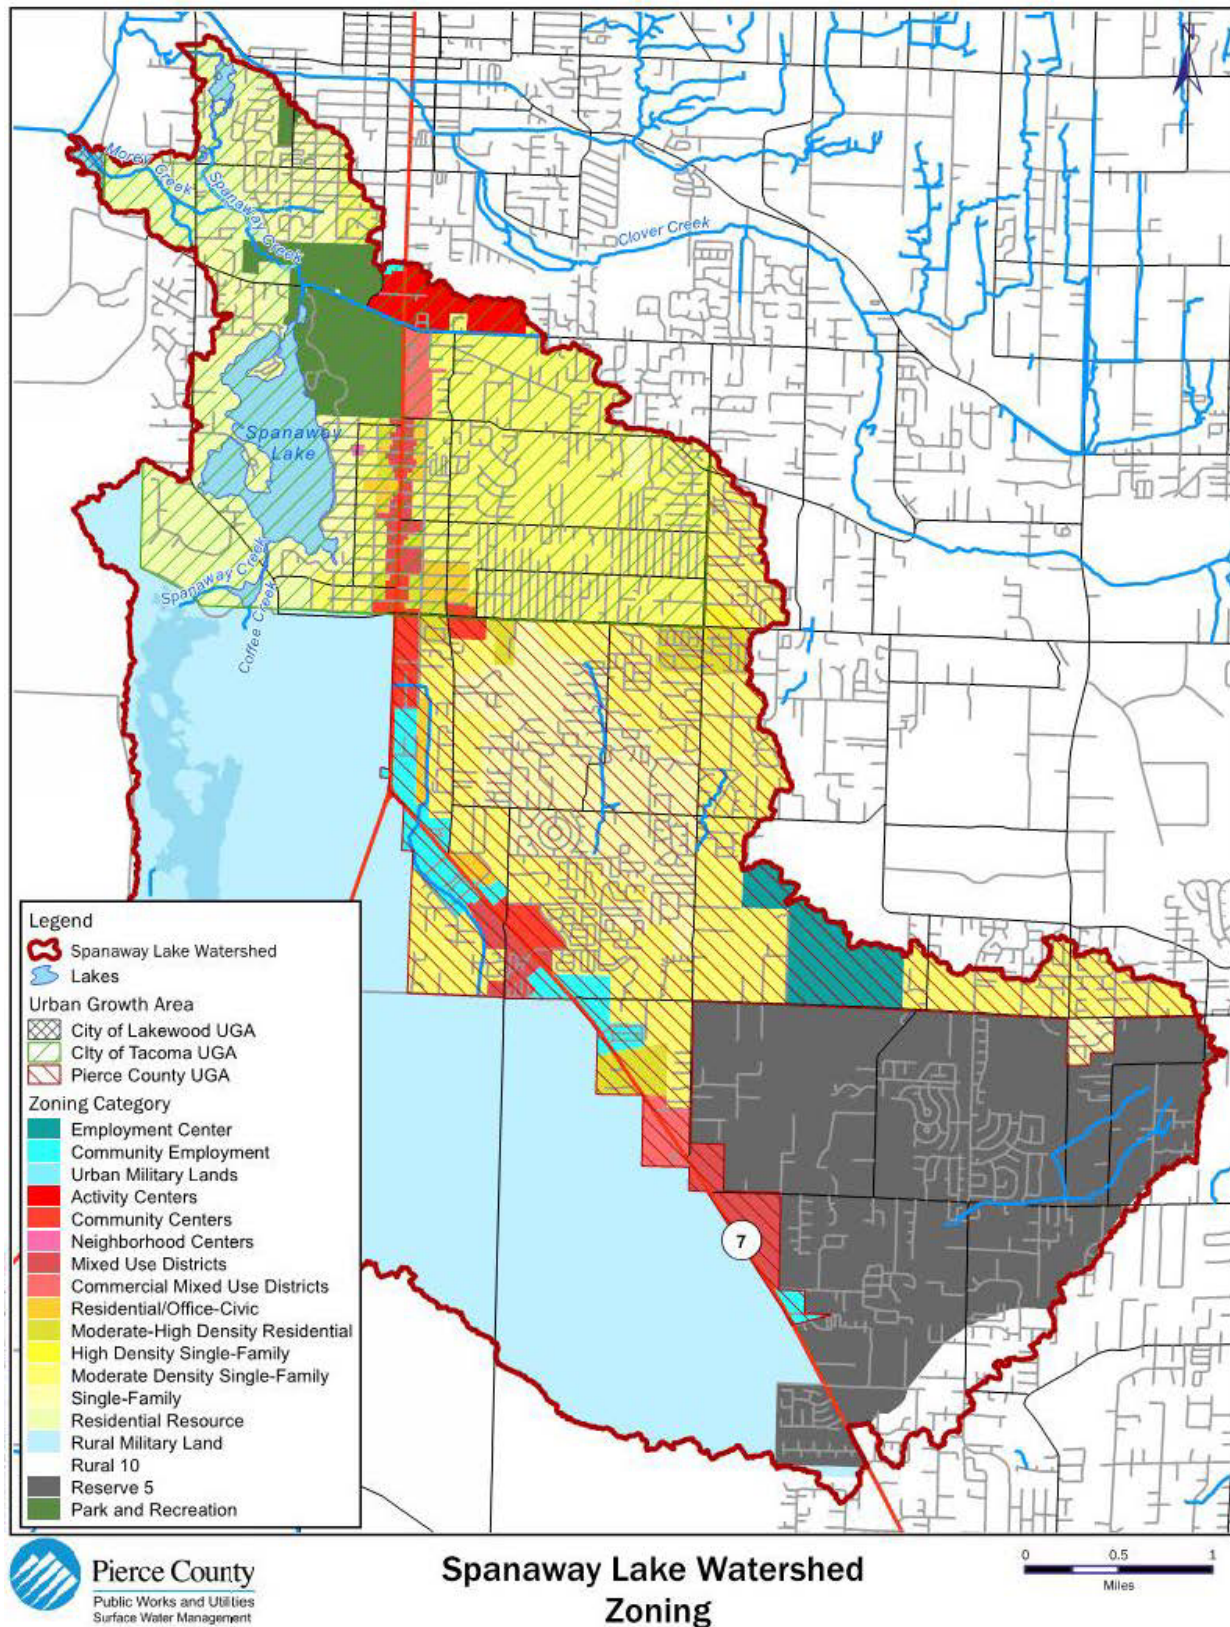 N
Morey Creek
Spanaway Creek
Clover Creek
Spanaway
Lake
Spanaway Creek
Coffee Creek
7
Legend
Spanaway Lake Watershed
Lakes
Urban Growth Area
City of Lakewood UGA
CIty of Tacoma UGA
Pierce County UGA
Zoning Category
Employment Center
Community Employment
Urban Military Lands
Activity Centers
Community Centers
Neighborhood Centers
Mixed Use Districts
Commercial Mixed Use Districts
Residential/Office-Civic
Moderate-High Density Residential
High Density Single-Family
Moderate Density Single-Family
Single-Family
Residential Resource
Rural Military Land
Rural 10
Reserve 5
Park and Recreation
Pierce County
Public Works and Utilities
Surface Water Management
Spanaway Lake Watershed
Zoning
0 0.5 1
Miles